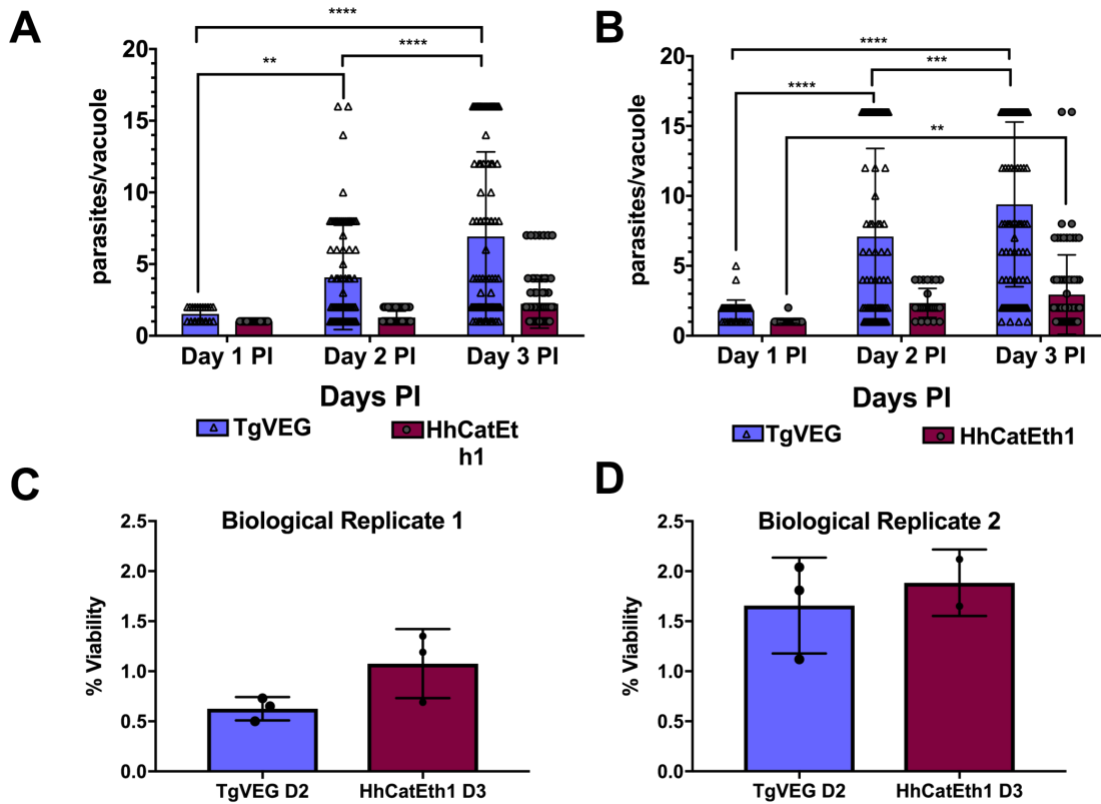 A
B
****
****
**
20
15
10
5
0
parasites/vacuole
Day 1 PI
Day 2 PI
Day 3 PI
Days PI
TgVEG
HhCatEt
h1
****
***
****
**
20
15
10
5
0
parasites/vacuole
Day 1 PI
Day 2 PI
Day 3 PI
Days PI
TgVEG
HhCatEth1
C
D
Biological Replicate 1
2.5
2.0
1.5
1.0
0.5
0.0
% Viability
TgVEG D2
HhCatEth1 D3
Biological Replicate 2
2.5
2.0
1.5
1.0
0.5
0.0
% Viability
TgVEG D2
HhCatEth1 D3